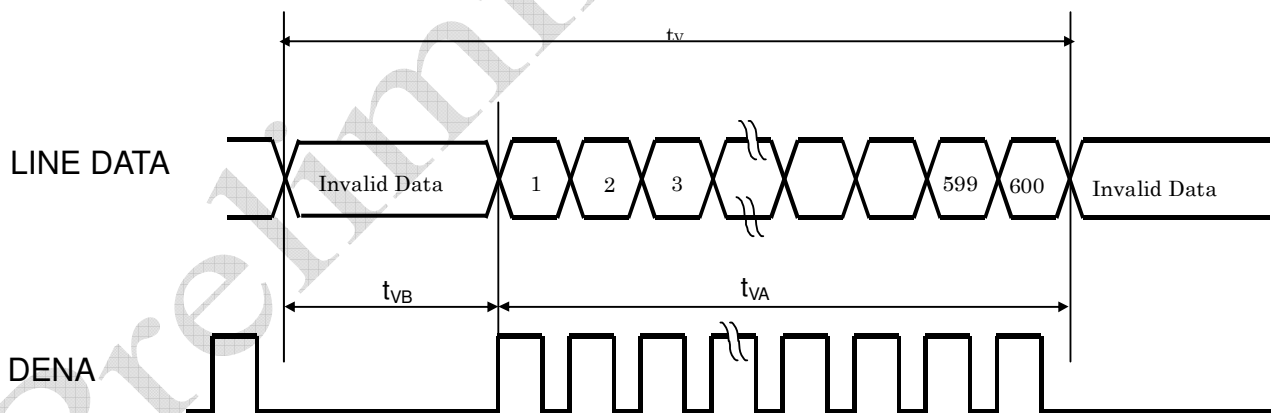 tv
LINE DATA
Invalid Data
1 2 3 599 600
Invalid Data
tVB
tVA
DENA